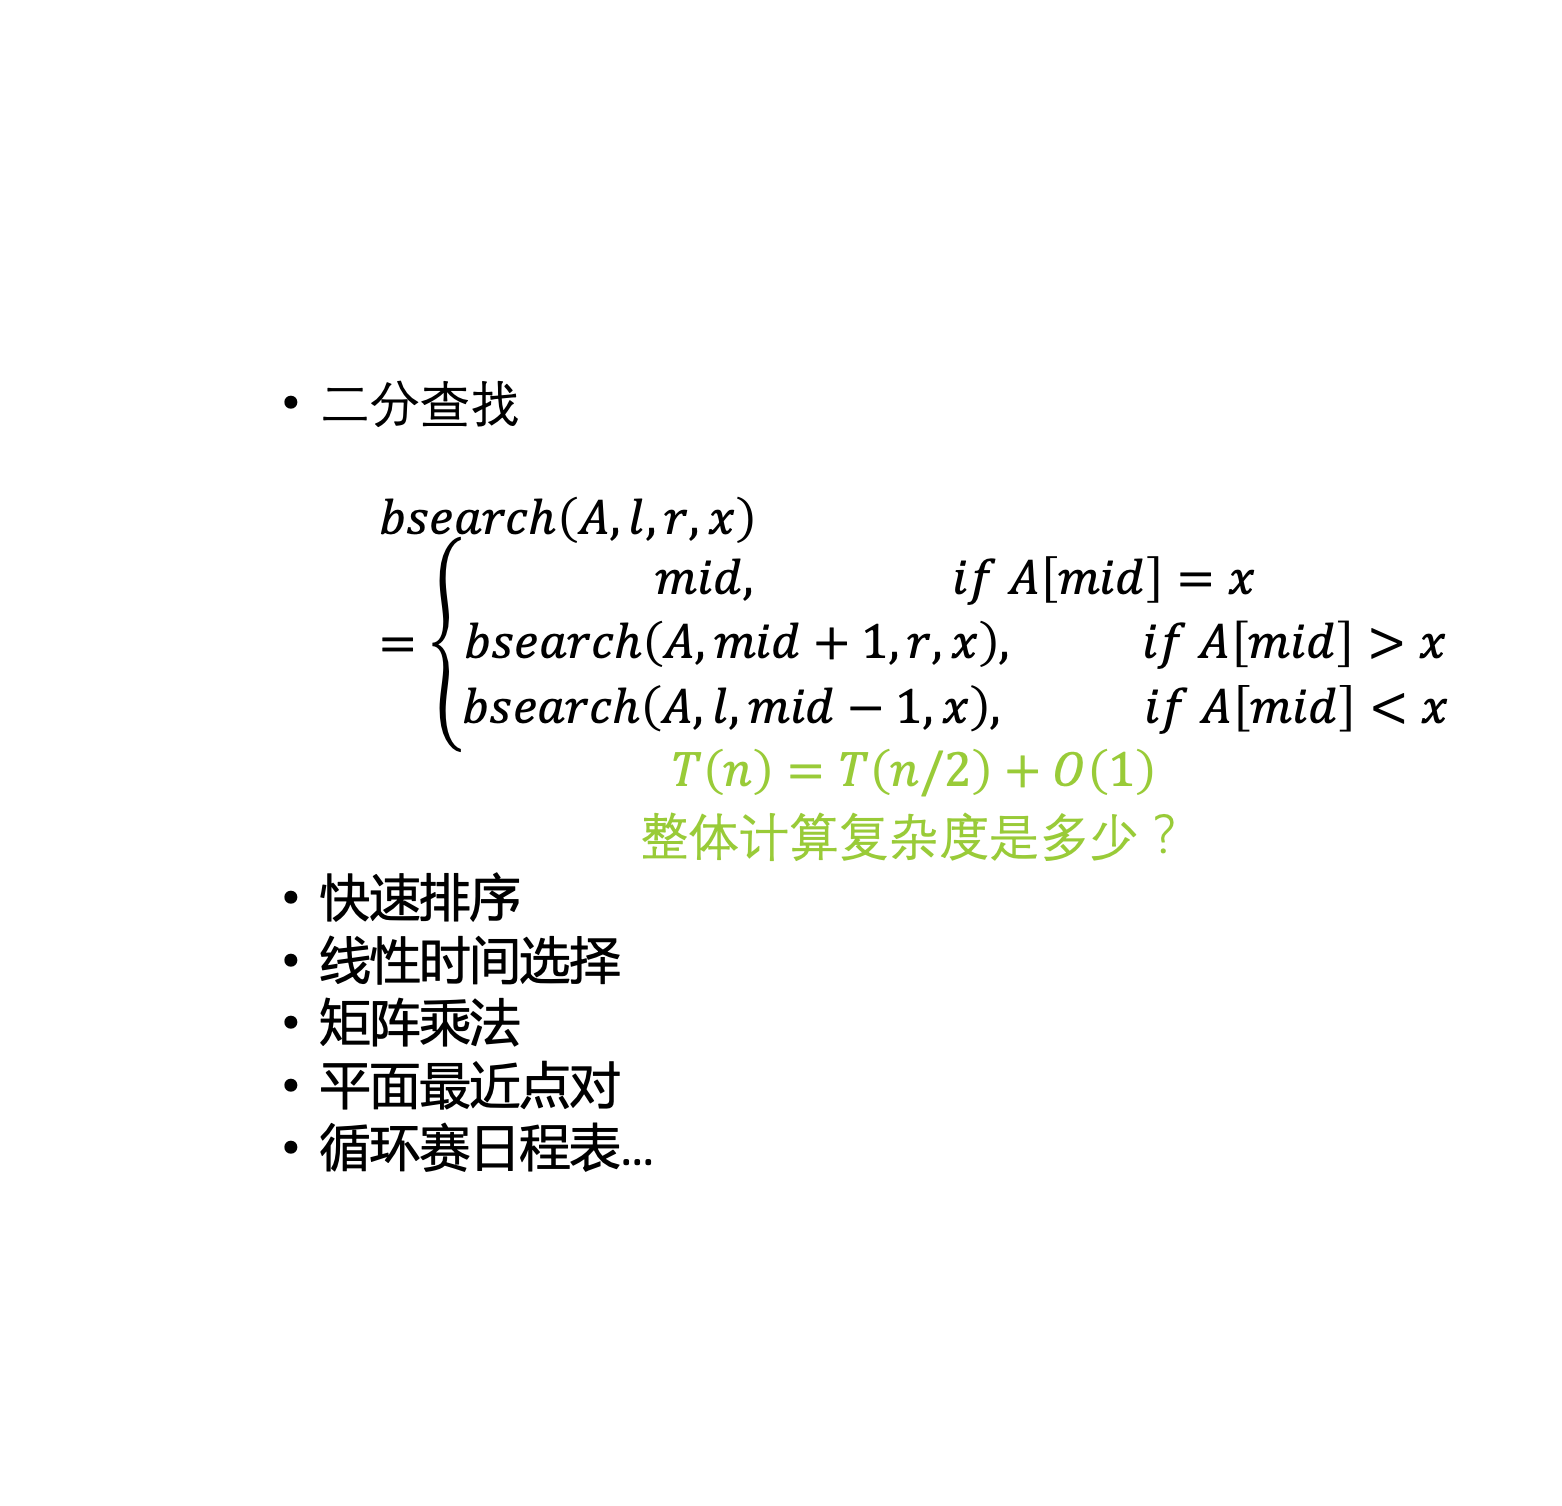 • 二分查找
bsearch(A, l, r, x)
= { mid, if A[mid] = x
bsearch(A, mid + 1, r, x), if A[mid] > x
bsearch(A, l, mid − 1, x), if A[mid] < x
T(n) = T(n/2) + O(1)
整体计算复杂度是多少？
• 快速排序
• 线性时间选择
• 矩阵乘法
• 平面最近点对
• 循环赛日程表...